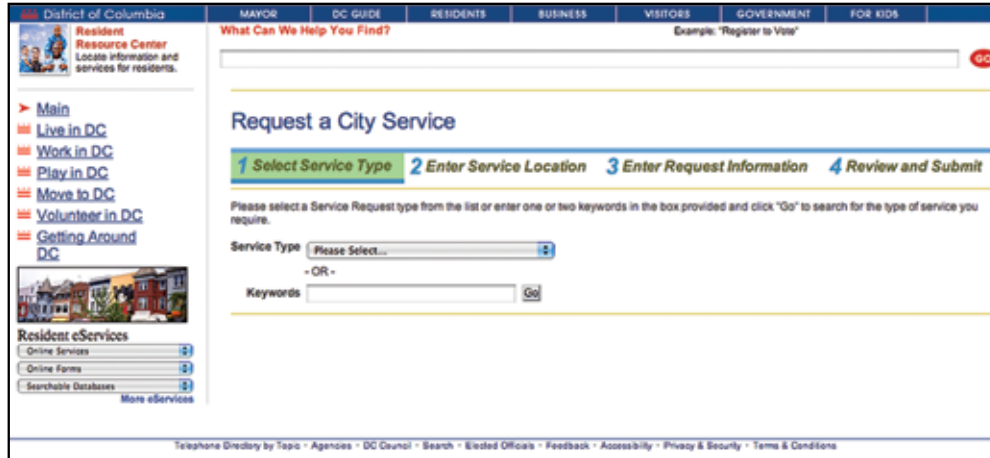 District of Columbia
MAYOR DC GUIDE RESIDENTS BUSINESS VISITORS GOVERNMENT FOR KIDS
Resident
Resource Center
Locate information and
services for residents.
What Can We Help You Find?
Example: "Register to Vote"
GO
Main
Live in DC
Work in DC
Play in DC
Move to DC
Volunteer in DC
Getting Around
DC
Resident eServices
Online Services
Online Forms
Searchable Databases
More eServices
Request a City Service
1 Select Service Type 2 Enter Service Location 3 Enter Request Information 4 Review and Submit
Please select a Service Request type from the list or enter one or two keywords in the box provided and click "Go" to search for the type of service you
require.
Service Type Please Select...
- OR -
Keywords Go
Telephone Directory by Topic • Agencies • DC Council • Search • Elected Officials • Feedback • Accessibility • Privacy & Security • Terms & Conditions